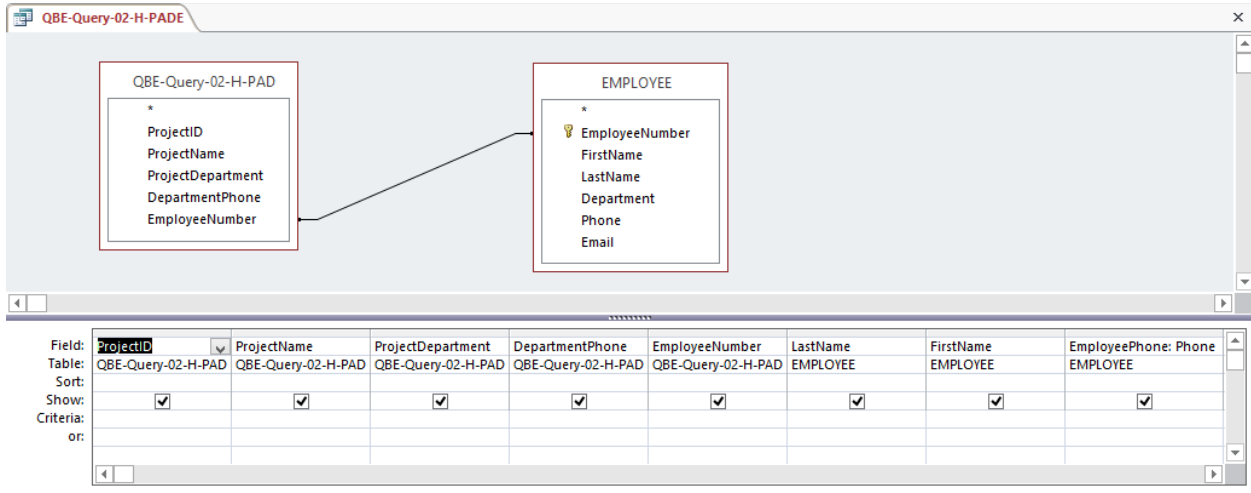 QBE-Query-02-H-PADE
QBE-Query-02-H-PAD
*
ProjectID
ProjectName
ProjectDepartment
DepartmentPhone
EmployeeNumber
EMPLOYEE
*
EmployeeNumber
FirstName
LastName
Department
Phone
Email
Field: ProjectID ProjectName ProjectDepartment DepartmentPhone EmployeeNumber LastName FirstName EmployeePhone: Phone
Table: QBE-Query-02-H-PAD QBE-Query-02-H-PAD QBE-Query-02-H-PAD QBE-Query-02-H-PAD QBE-Query-02-H-PAD EMPLOYEE EMPLOYEE EMPLOYEE
Sort:
Show:
Criteria:
or: